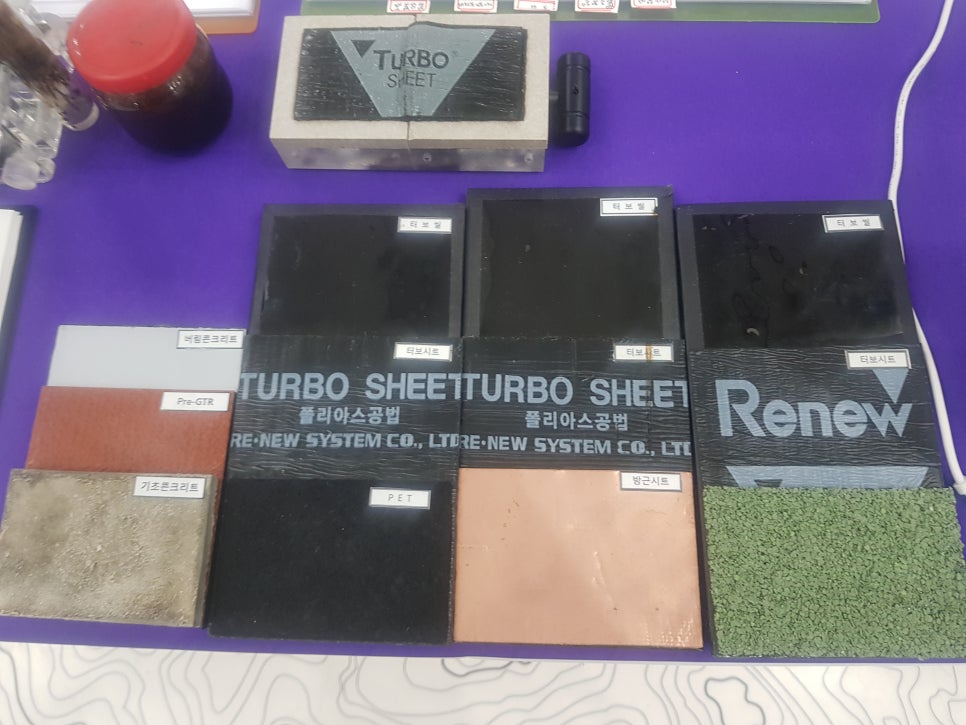 TURBO
SHEET
터보씰
터보씰
터보씰
버림콘크리트
터보시트
터보시트
터보시트
TURBO SHEET
TURBO SHEET
Renew
Pre-GTR
폴리아스공법
폴리아스공법
RE·NEW SYSTEM CO., LTD
RE·NEW SYSTEM CO., LTD
기초콘크리트
PET
방근시트